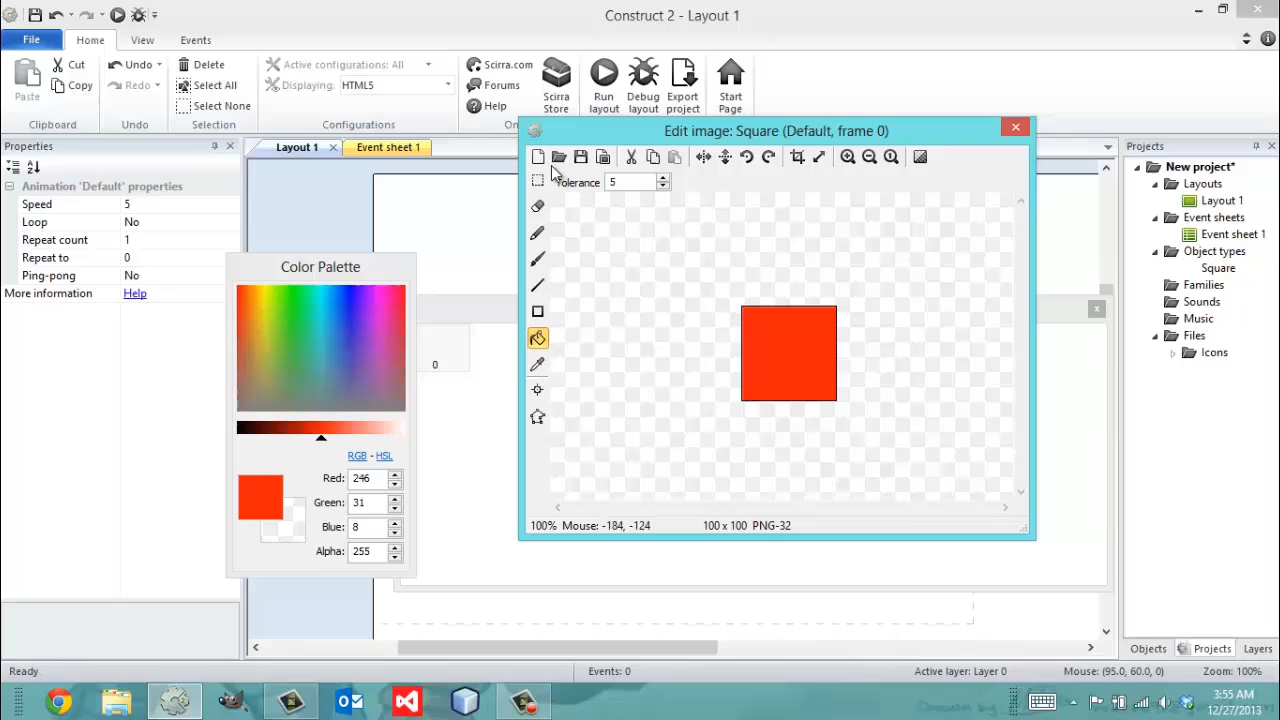 Construct 2 - Layout 1
File
Home
View
Events
Paste
Cut
Copy
Clipboard
Undo
Redo
Undo
Delete
Select All
Select None
Selection
Active configurations: All
Displaying: HTML5
Configurations
Scirra.com
Forums
Help
On
Scirra Store
Run layout
Debug layout
Export project
Start Page
Properties
Animation 'Default' properties
Speed 5
Loop No
Repeat count 1
Repeat to 0
Ping-pong No
More information Help
Layout 1
Event sheet 1
Color Palette
RGB - HSL
Red: 246
Green: 31
Blue: 8
Alpha: 255
0
x
Edit image: Square (Default, frame 0)
Tolerance 5
100% Mouse: -184, -124 100 x 100 PNG-32
Projects
New project*
Layouts
Layout 1
Event sheets
Event sheet 1
Object types
Square
Families
Sounds
Music
Files
Icons
Objects
Projects
Layers
Ready
Events: 0
Active layer: Layer 0
Mouse: (95.0, 60.0, 0)
Zoom: 100%
3:55 AM
12/27/2013